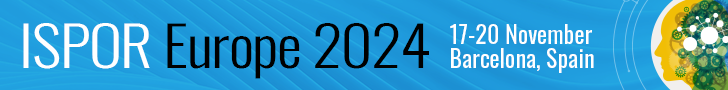 ISPOR Europe 2024
17-20 November
Barcelona, Spain